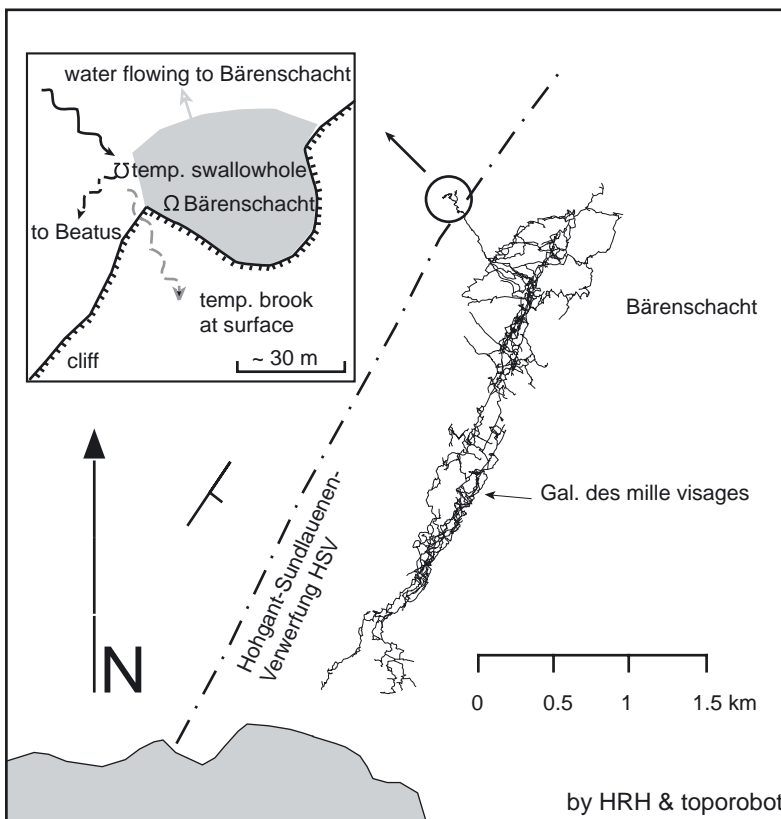 water flowing to Bärenschacht
Ʊ temp. swallowhole
Ω Bärenschacht
to Beatus
temp. brook
at surface
cliff
~ 30 m
Bärenschacht
Gal. des mille visages
Hohgant-Sundlauenen-
Verwerfung HSV
N
0 0.5 1 1.5 km
by HRH & toporobot